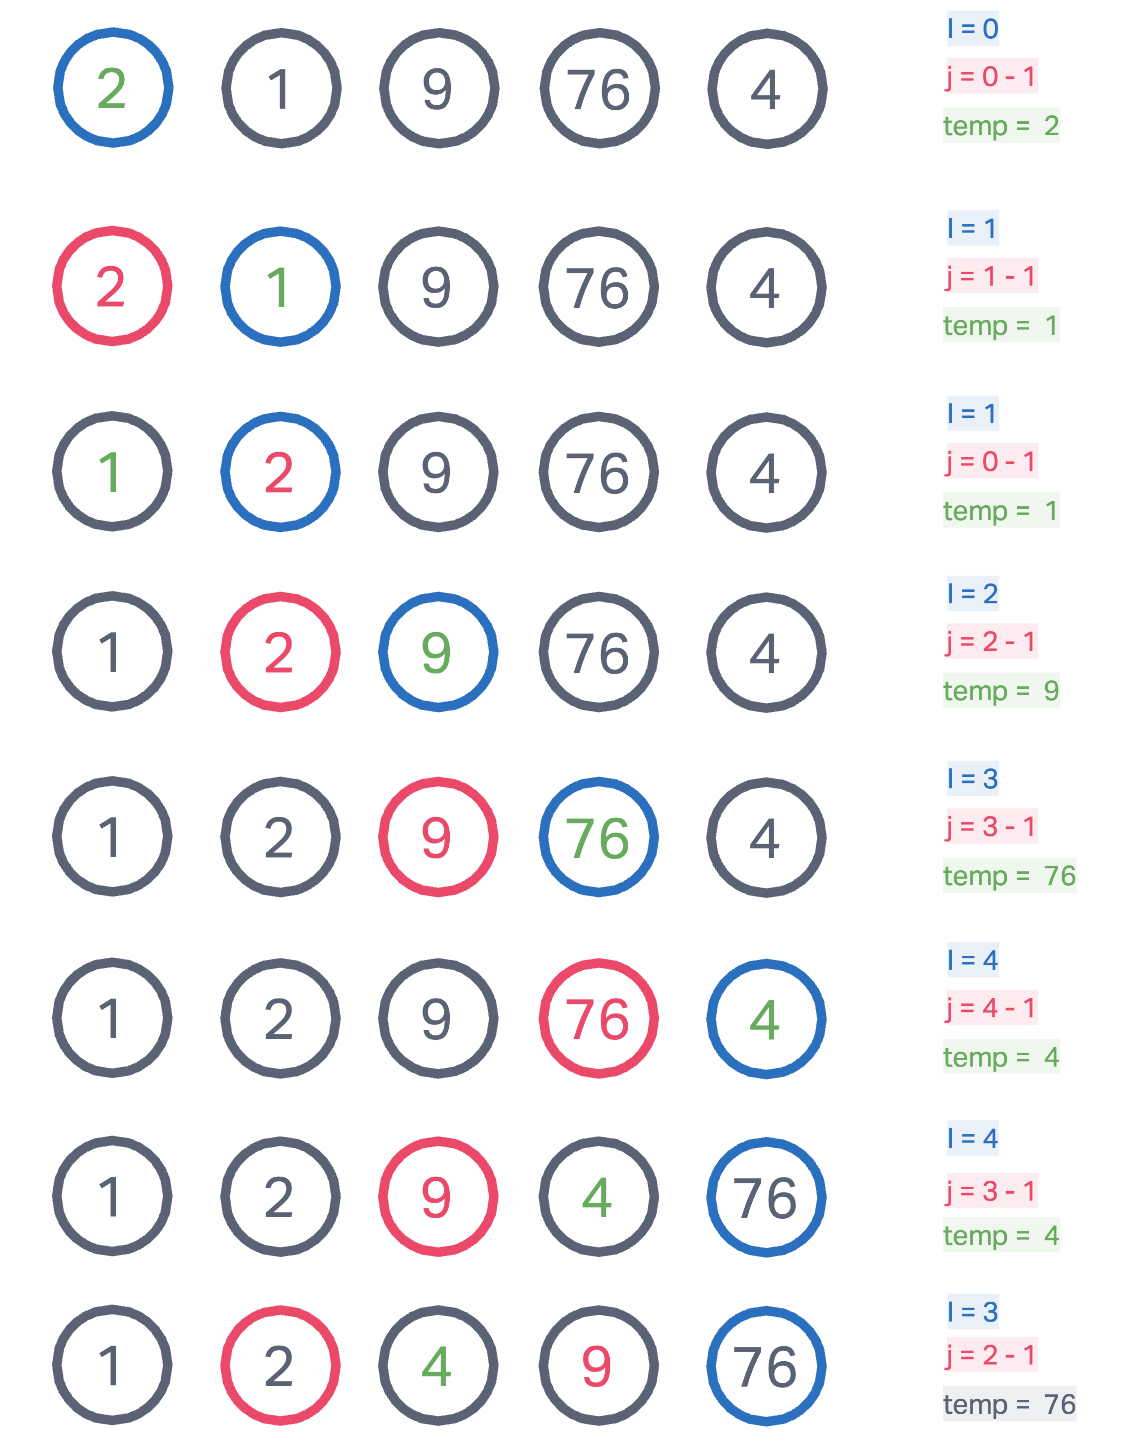 2 1 9 76 4
l = 0
j = 0 - 1
temp = 2
2 1 9 76 4
l = 1
j = 1 - 1
temp = 1
1 2 9 76 4
l = 1
j = 0 - 1
temp = 1
1 2 9 76 4
l = 2
j = 2 - 1
temp = 9
1 2 9 76 4
l = 3
j = 3 - 1
temp = 76
1 2 9 76 4
l = 4
j = 4 - 1
temp = 4
1 2 9 4 76
l = 4
j = 3 - 1
temp = 4
1 2 4 9 76
l = 3
j = 2 - 1
temp = 76